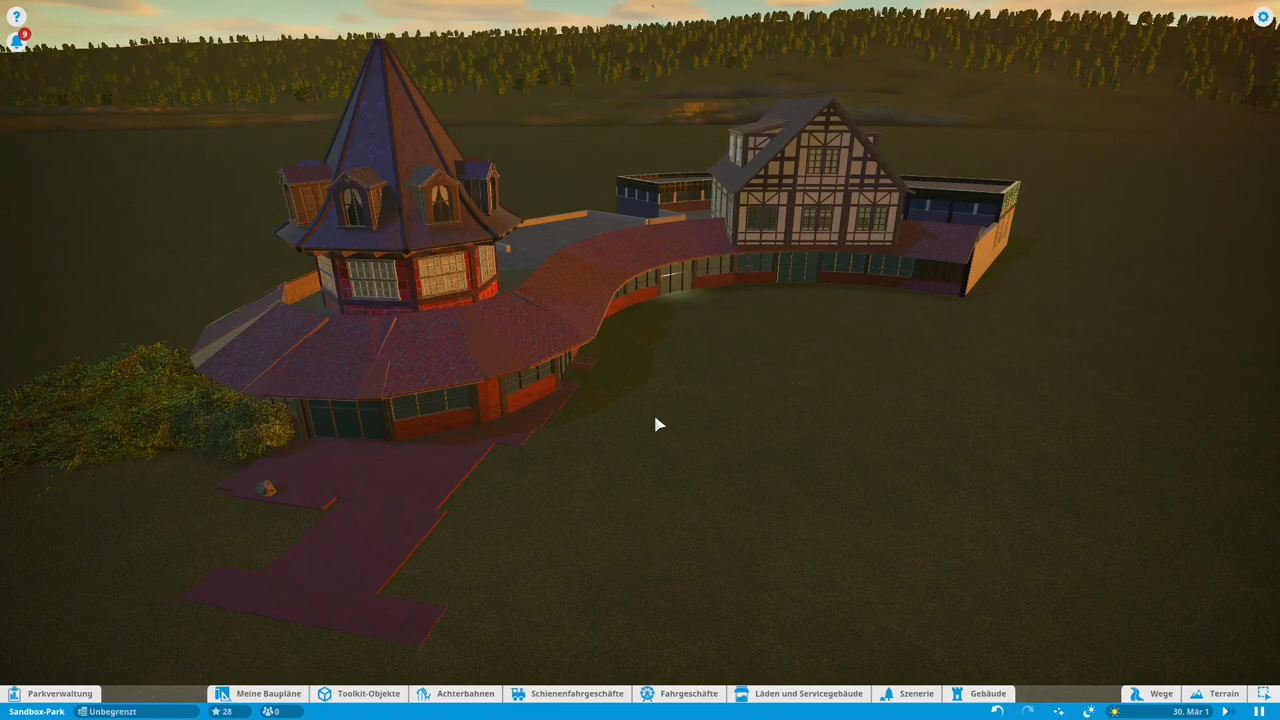 ?
9
Parkverwaltung
Meine Baupläne
Toolkit-Objekte
Achterbahnen
Schienenfahrgeschäfte
Fahrgeschäfte
Läden und Servicegebäude
Szenerie
Gebäude
Wege
Terrain
Sandbox-Park
Unbegrenzt
28
0
30. Mär 1